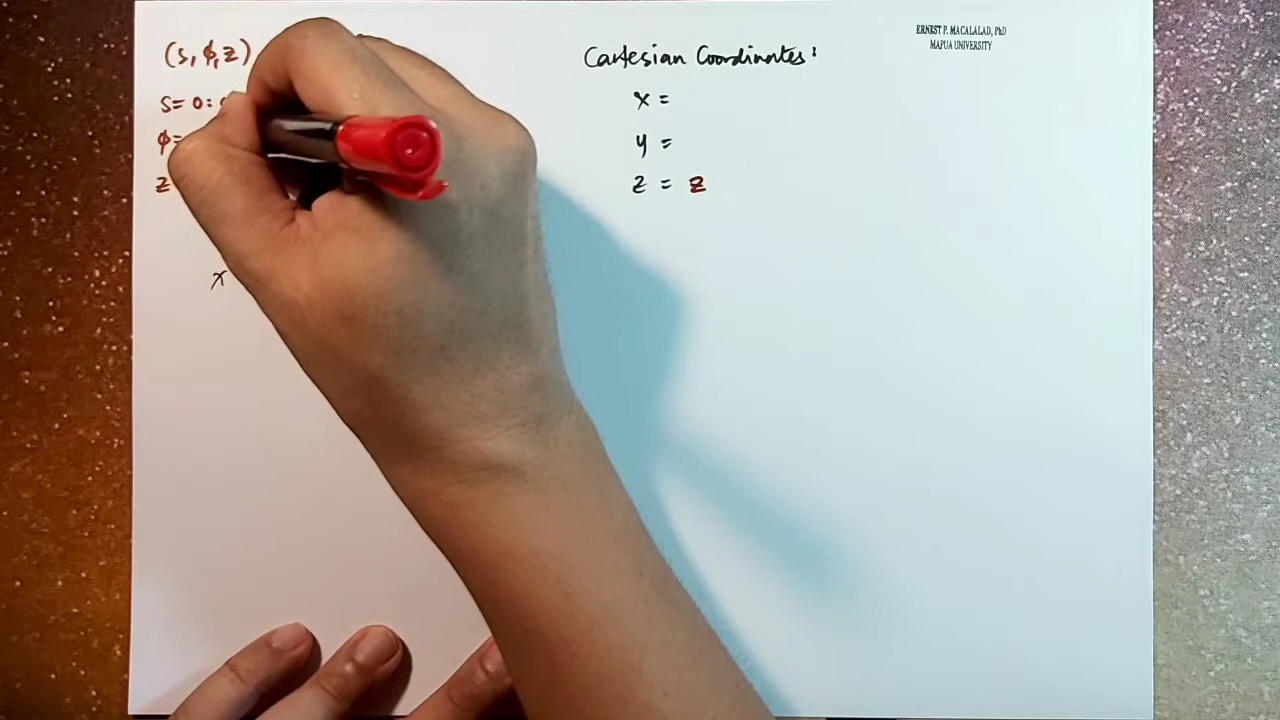 (s, ϕ, z)
s= 0:
ϕ=
z
x
Cartesian Coordinates:
x =
y =
z = z
ERNEST P. MACALALAD, PhD
MAPUA UNIVERSITY